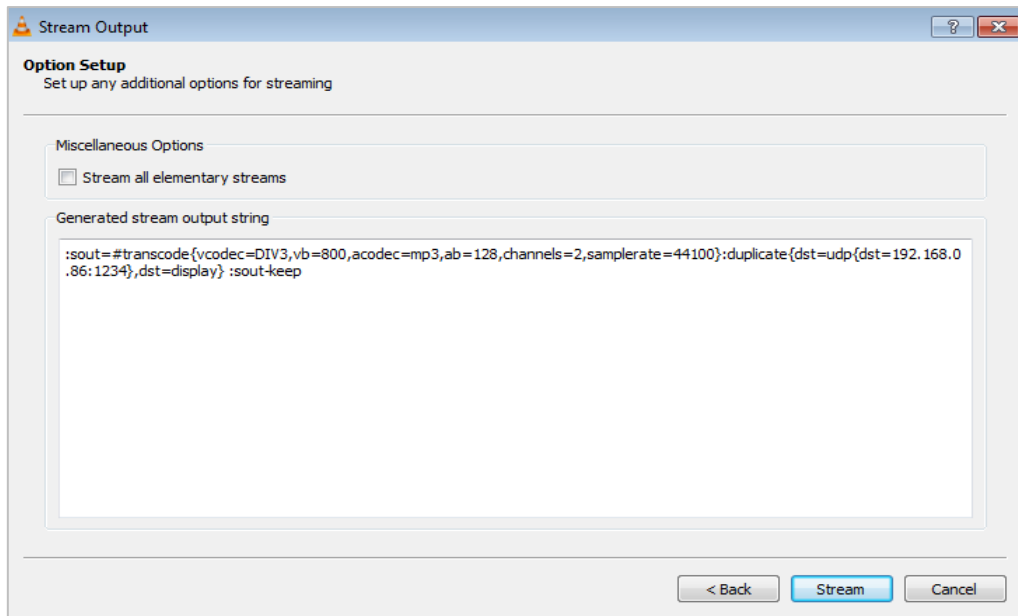 Stream Output
Option Setup
Set up any additional options for streaming
Miscellaneous Options
Stream all elementary streams
Generated stream output string
:sout=#transcode{vcodec=DIV3,vb=800,acodec=mp3,ab=128,channels=2,samplerate=44100}:duplicate{dst=udp{dst=192.168.0
.86:1234},dst=display} :sout-keep
< Back
Stream
Cancel